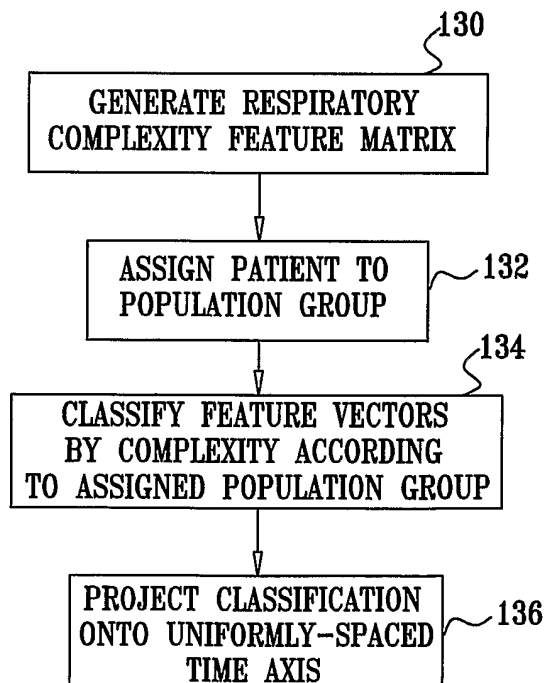 130
GENERATE RESPIRATORY
COMPLEXITY FEATURE MATRIX
ASSIGN PATIENT TO
POPULATION GROUP
132
134
CLASSIFY FEATURE VECTORS
BY COMPLEXITY ACCORDING
TO ASSIGNED POPULATION GROUP
PROJECT CLASSIFICATION
ONTO UNIFORMLY-SPACED
TIME AXIS
136